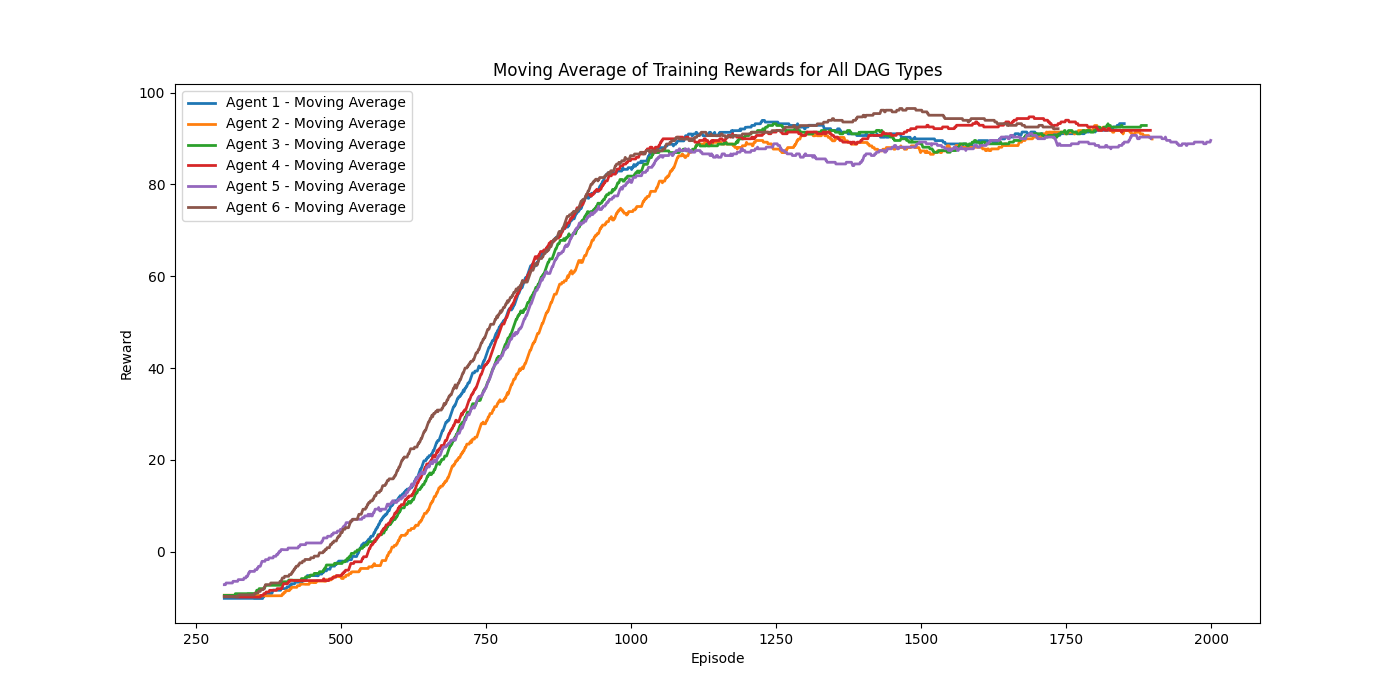 Moving Average of Training Rewards for All DAG Types
100
80
60
40
20
0
Reward
Agent 1 - Moving Average
Agent 2 - Moving Average
Agent 3 - Moving Average
Agent 4 - Moving Average
Agent 5 - Moving Average
Agent 6 - Moving Average
250 500 750 1000 1250 1500 1750 2000
Episode